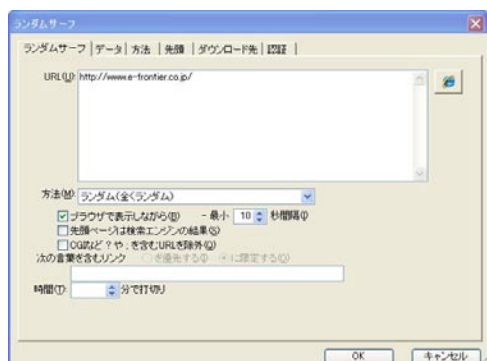 ランダムサーフ
ランダムサーフ データ 方法 先頭 ダウンロード先 認証
URL(U): http://www.e-frontier.co.jp/
方法(M): ランダム(全くランダム)
ブラウザで表示しながら(B) - 最小 10 秒間隔(I)
先頭ページは検索エンジンの結果(S)
CGIなど ? や ; を含むURLを除外(G)
次の言葉を含むリンク を優先する に限定する
時間(T): 分で打切り
OK キャンセル